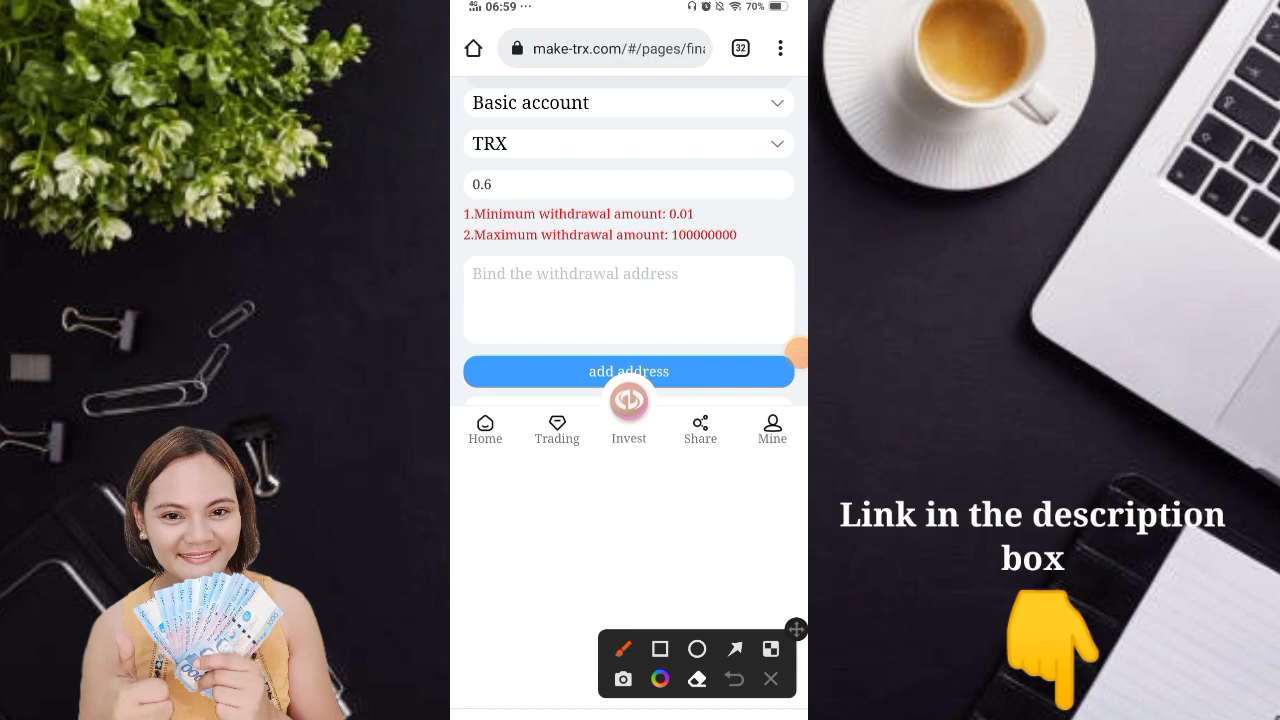 4G 06:59 ...
70%
make-trx.com/#/pages/fin
32
Basic account
TRX
0.6
1.Minimum withdrawal amount: 0.01
2.Maximum withdrawal amount: 100000000
Bind the withdrawal address
add address
Home Trading Invest Share Mine
Link in the description
box